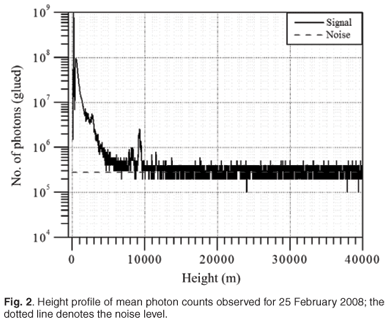 10⁹
10⁸
10⁷
10⁶
10⁵
10⁴
No. of photons (glued)
Signal
Noise
0 10000 20000 30000 40000
Height (m)
Fig. 2. Height profile of mean photon counts observed for 25 February 2008; the
dotted line denotes the noise level.